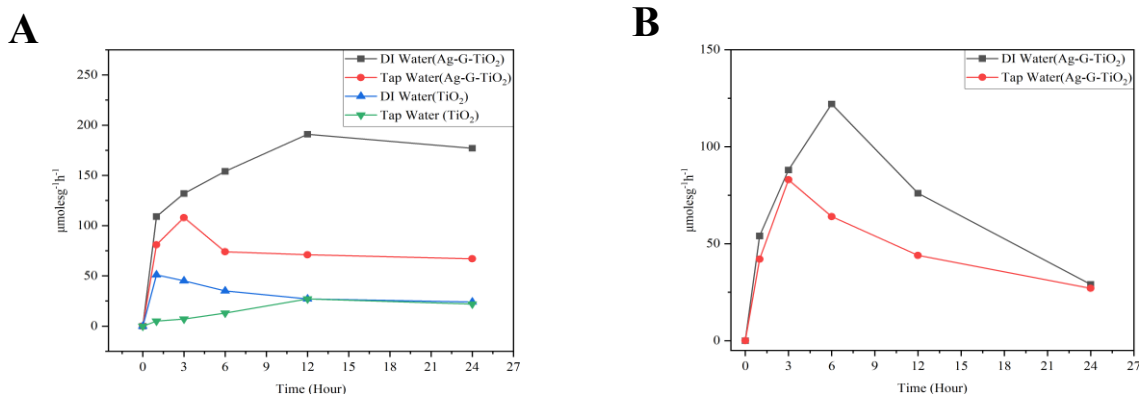 A
DI Water(Ag-G-TiO₂)
Tap Water(Ag-G-TiO₂)
DI Water(TiO₂)
Tap Water (TiO₂)
250
200
150
100
50
0
µmolesg⁻¹h⁻¹
0 3 6 9 12 15 18 21 24 27
Time (Hour)
B
DI Water(Ag-G-TiO₂)
Tap Water(Ag-G-TiO₂)
150
100
50
0
µmolesg⁻¹h⁻¹
0 3 6 9 12 15 18 21 24 27
Time (Hour)